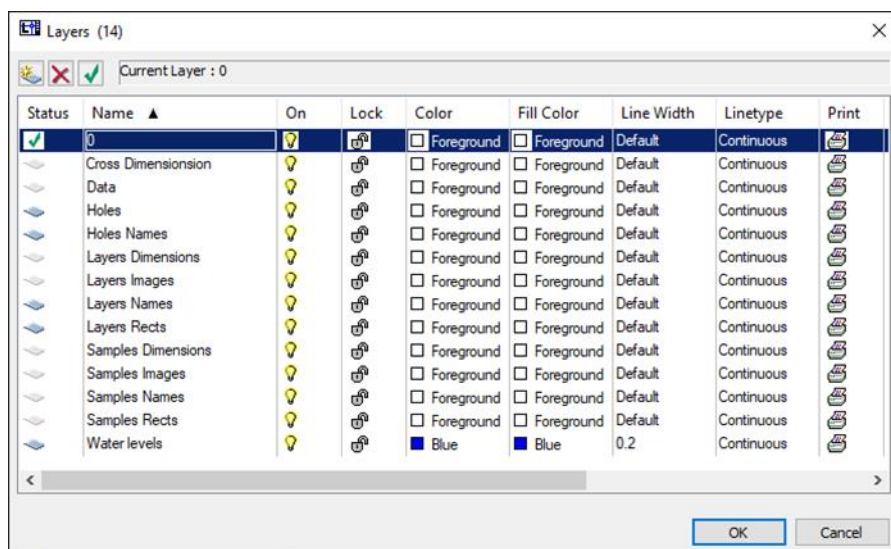 Layers (14)
Current Layer : 0
Status Name ▲ On Lock Color Fill Color Line Width Linetype Print
0 Foreground Foreground Default Continuous
Cross Dimensionsion Foreground Foreground Default Continuous
Data Foreground Foreground Default Continuous
Holes Foreground Foreground Default Continuous
Holes Names Foreground Foreground Default Continuous
Layers Dimensions Foreground Foreground Default Continuous
Layers Images Foreground Foreground Default Continuous
Layers Names Foreground Foreground Default Continuous
Layers Rects Foreground Foreground Default Continuous
Samples Dimensions Foreground Foreground Default Continuous
Samples Images Foreground Foreground Default Continuous
Samples Names Foreground Foreground Default Continuous
Samples Rects Foreground Foreground Default Continuous
Water levels Blue Blue 0.2 Continuous
OK Cancel